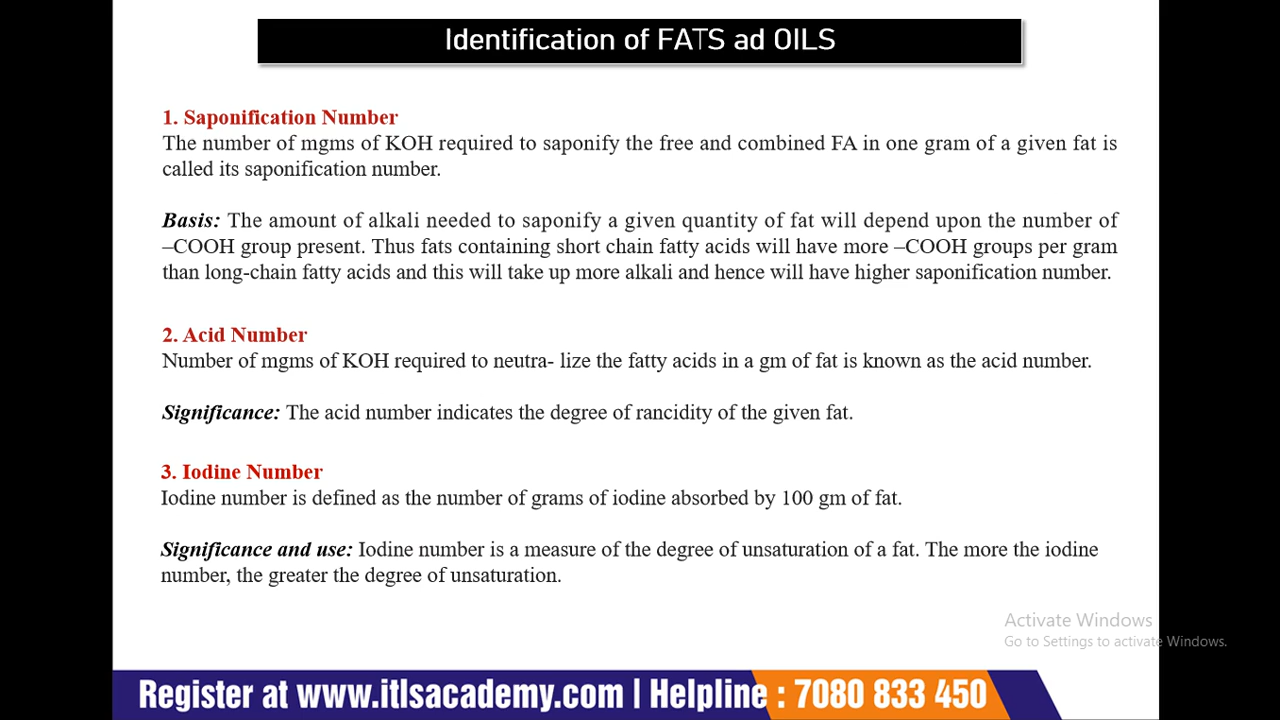 Identification of FATS ad OILS
1. Saponification Number
The number of mgms of KOH required to saponify the free and combined FA in one gram of a given fat is
called its saponification number.
Basis: The amount of alkali needed to saponify a given quantity of fat will depend upon the number of
–COOH group present. Thus fats containing short chain fatty acids will have more –COOH groups per gram
than long-chain fatty acids and this will take up more alkali and hence will have higher saponification number.
2. Acid Number
Number of mgms of KOH required to neutra- lize the fatty acids in a gm of fat is known as the acid number.
Significance: The acid number indicates the degree of rancidity of the given fat.
3. Iodine Number
Iodine number is defined as the number of grams of iodine absorbed by 100 gm of fat.
Significance and use: Iodine number is a measure of the degree of unsaturation of a fat. The more the iodine
number, the greater the degree of unsaturation.
Activate Windows
Go to Settings to activate Windows.
Register at www.itlsacademy.com | Helpline : 7080 833 450